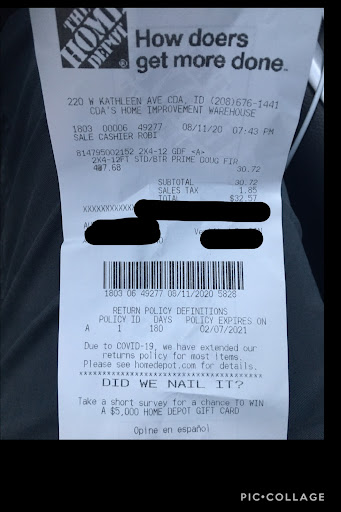 THE
HOME
DEPOT
How doers
get more done.
220 W KATHLEEN AVE CDA, ID (208)676-1441
CDA'S HOME IMPROVEMENT WAREHOUSE
1803 00006 49277 08/11/20 07:43 PM
SALE CASHIER ROBI
814795002152 2X4-12 GDF <A>
2X4-12FT STD/BTR PRIME DOUG FIR
4@7.68 30.72
SUBTOTAL 30.72
SALES TAX 1.85
TOTAL $32.57
XXXXXXXXXXX
1803 06 49277 08/11/2020 5828
RETURN POLICY DEFINITIONS
POLICY ID DAYS POLICY EXPIRES ON
A 1 180 02/07/2021
Due to COVID-19, we have extended our
returns policy for most items.
Please see homedepot.com for details.
DID WE NAIL IT?
Take a short survey for a chance TO WIN
A $5,000 HOME DEPOT GIFT CARD
Opine en español
PIC•COLLAGE